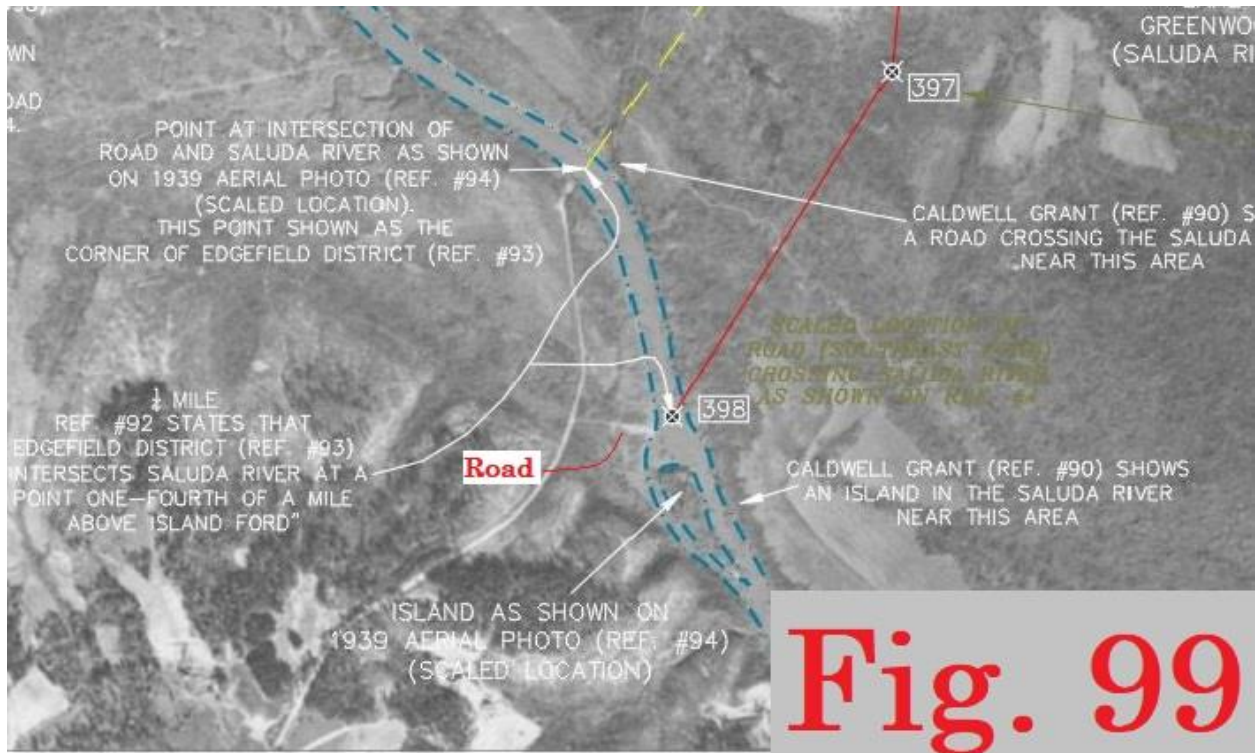 WN
OAD
4.
POINT AT INTERSECTION OF
ROAD AND SALUDA RIVER AS SHOWN
ON 1939 AERIAL PHOTO (REF. #94)
(SCALED LOCATION).
THIS POINT SHOWN AS THE
CORNER OF EDGEFIELD DISTRICT (REF. #93)
GREENWO
(SALUDA RI
397
CALDWELL GRANT (REF. #90) S
A ROAD CROSSING THE SALUDA
NEAR THIS AREA
SCALED LOCATION OF
ROAD (SOUTHEAST
CROSSING SALUDA RIVER
AS SHOWN ON REF.
398
MILE
REF. #92 STATES THAT
EDGEFIELD DISTRICT (REF. #93)
INTERSECTS SALUDA RIVER AT A
POINT ONE-FOURTH OF A MILE
ABOVE ISLAND FORD"
Road
CALDWELL GRANT (REF. #90) SHOWS
AN ISLAND IN THE SALUDA RIVER
NEAR THIS AREA
ISLAND AS SHOWN ON
1939 AERIAL PHOTO (REF. #94)
(SCALED LOCATION)
Fig. 99